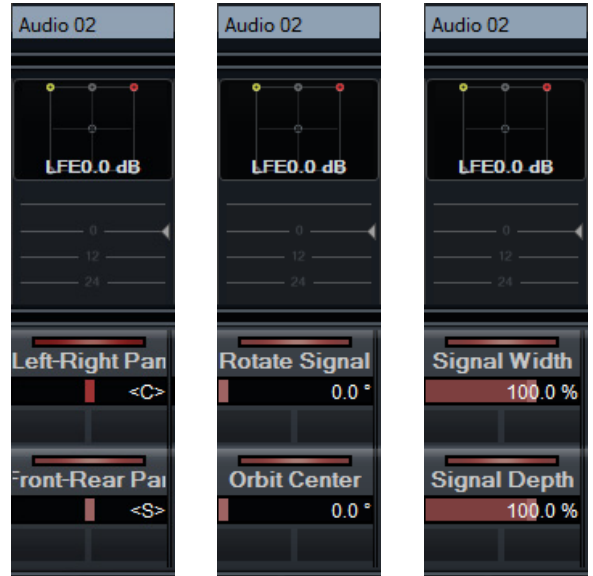 Audio 02
LFE0.0 dB
0
12
24
Left-Right Pan
<C>
Front-Rear Pa
<S>
Audio 02
LFE0.0 dB
0
12
24
Rotate Signal
0.0 °
Orbit Center
0.0 °
Audio 02
LFE0.0 dB
0
12
24
Signal Width
100.0 %
Signal Depth
100.0 %